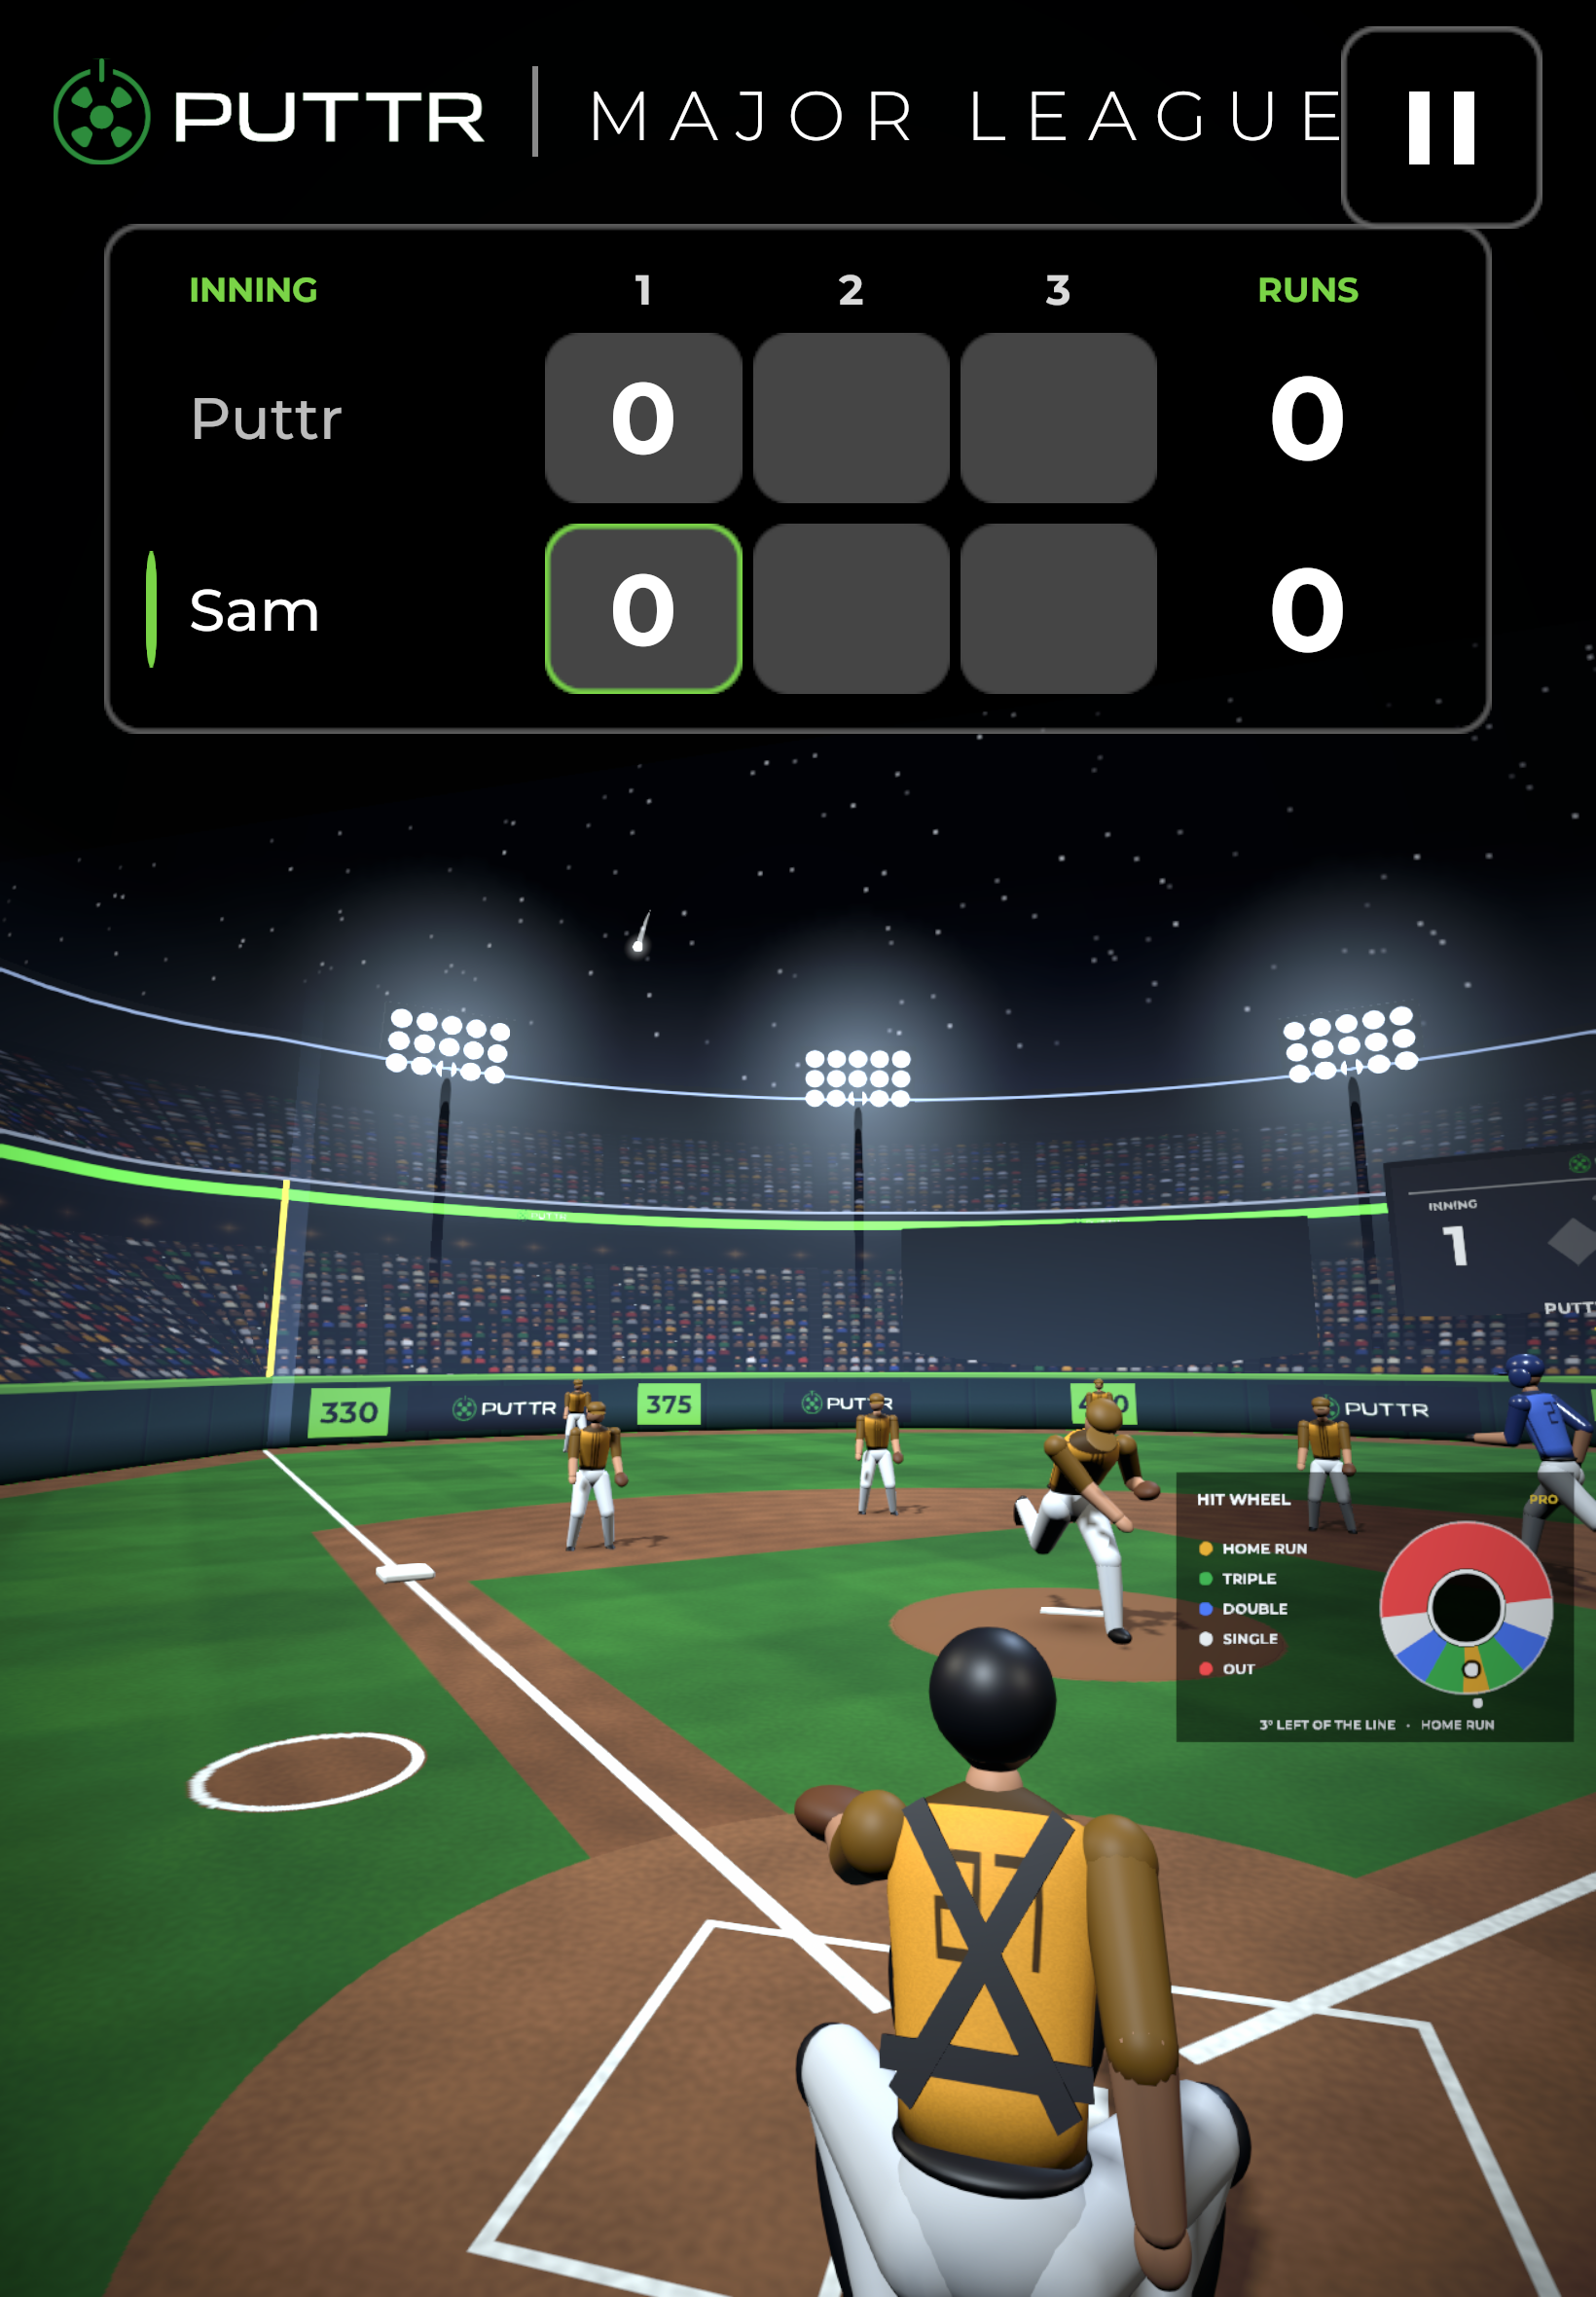 PUTTR | MAJOR LEAGUE
INNING 1 2 3 RUNS
Puttr 0 0
Sam 0 0
INNING
1
330
PUTTR
375
PUTTR
PUTTR
HIT WHEEL
PRO
HOME RUN
TRIPLE
DOUBLE
SINGLE
OUT
3° LEFT OF THE LINE · HOME RUN
27